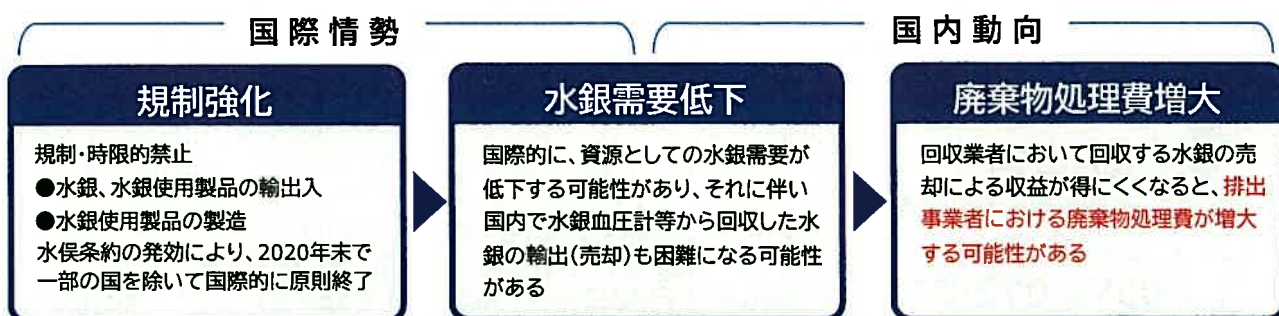 国際情勢
国内動向
規制強化
規制・時限的禁止
●水銀、水銀使用製品の輸出入
●水銀使用製品の製造
水俣条約の発効により、2020年末で
一部の国を除いて国際的に原則終了
水銀需要低下
国際的に、資源としての水銀需要が
低下する可能性があり、それに伴い
国内で水銀血圧計等から回収した水
銀の輸出(売却)も困難になる可能性
がある
廃棄物処理費増大
回収業者において回収する水銀の売
却による収益が得にくくなると、排出
事業者における廃棄物処理費が増大
する可能性がある